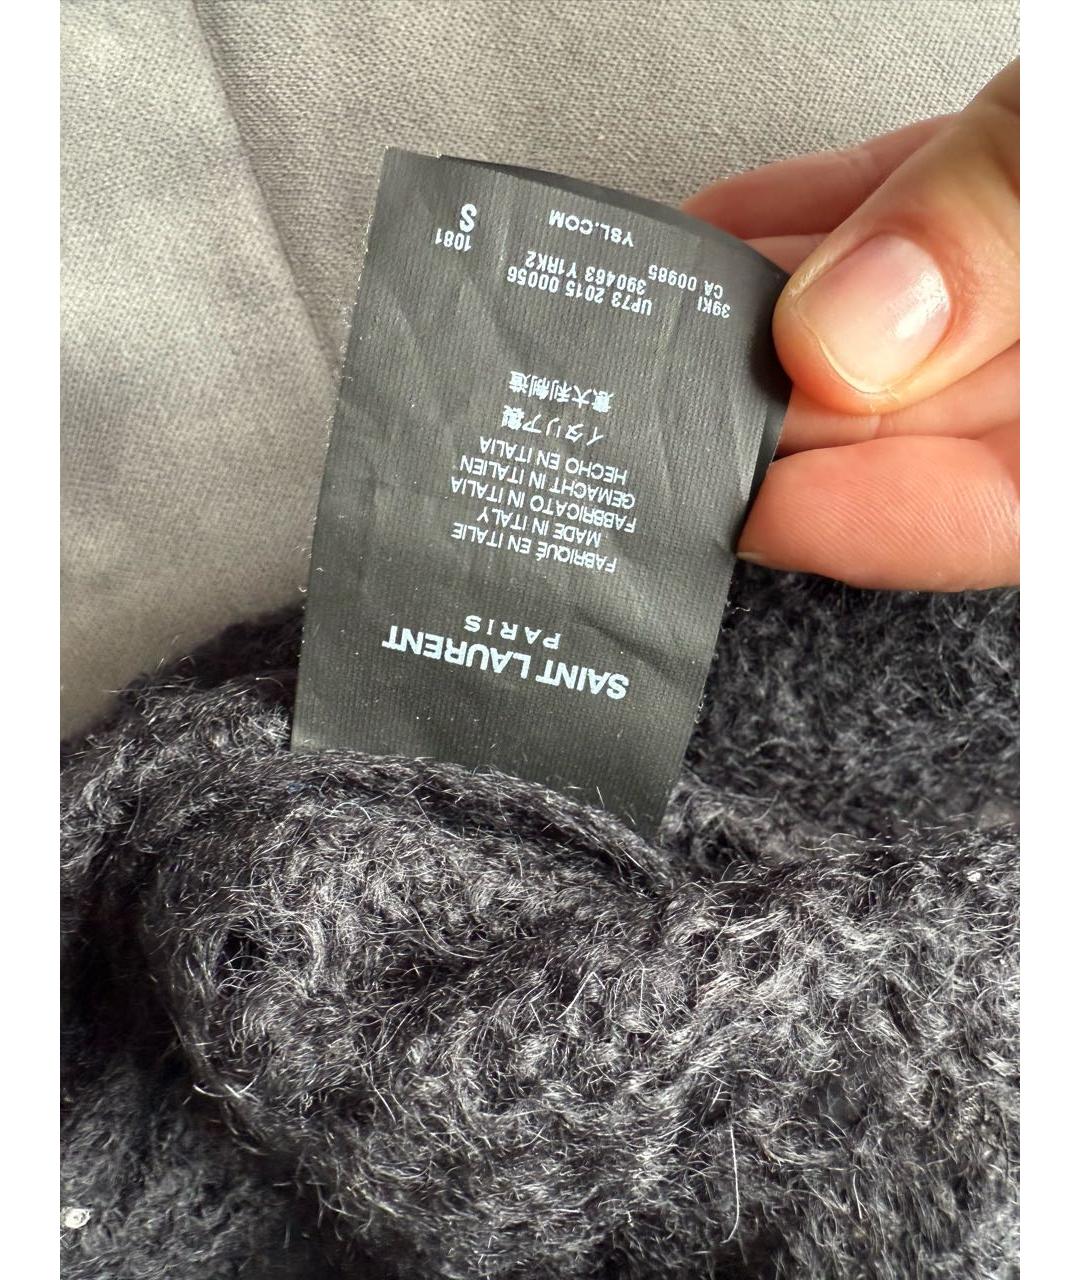 SAINT LAURENT
PARIS
FABRIQUÉ EN ITALIE
MADE IN ITALY
FABBRICATO IN ITALIA
GEMACHT IN ITALIEN
HECHO EN ITALIA
イタリア製
意大利制造
39KI UP73 2015 00056
CA 00985 390463 Y1RK2
1081
S
YSL.COM